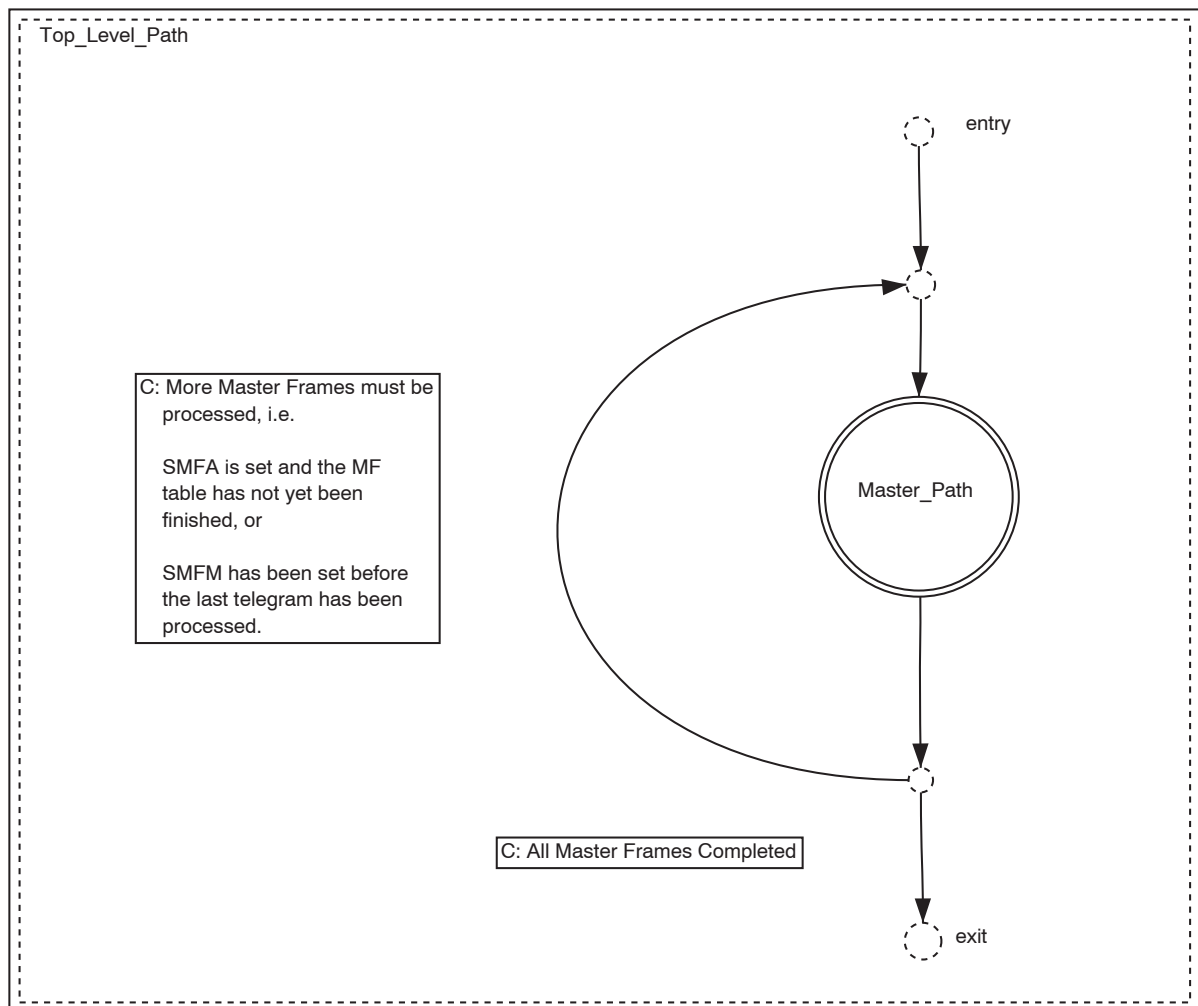 Top_Level_Path
entry
C: More Master Frames must be
processed, i.e.
SMFA is set and the MF
table has not yet been
finished, or
SMFM has been set before
the last telegram has been
processed.
Master_Path
C: All Master Frames Completed
exit